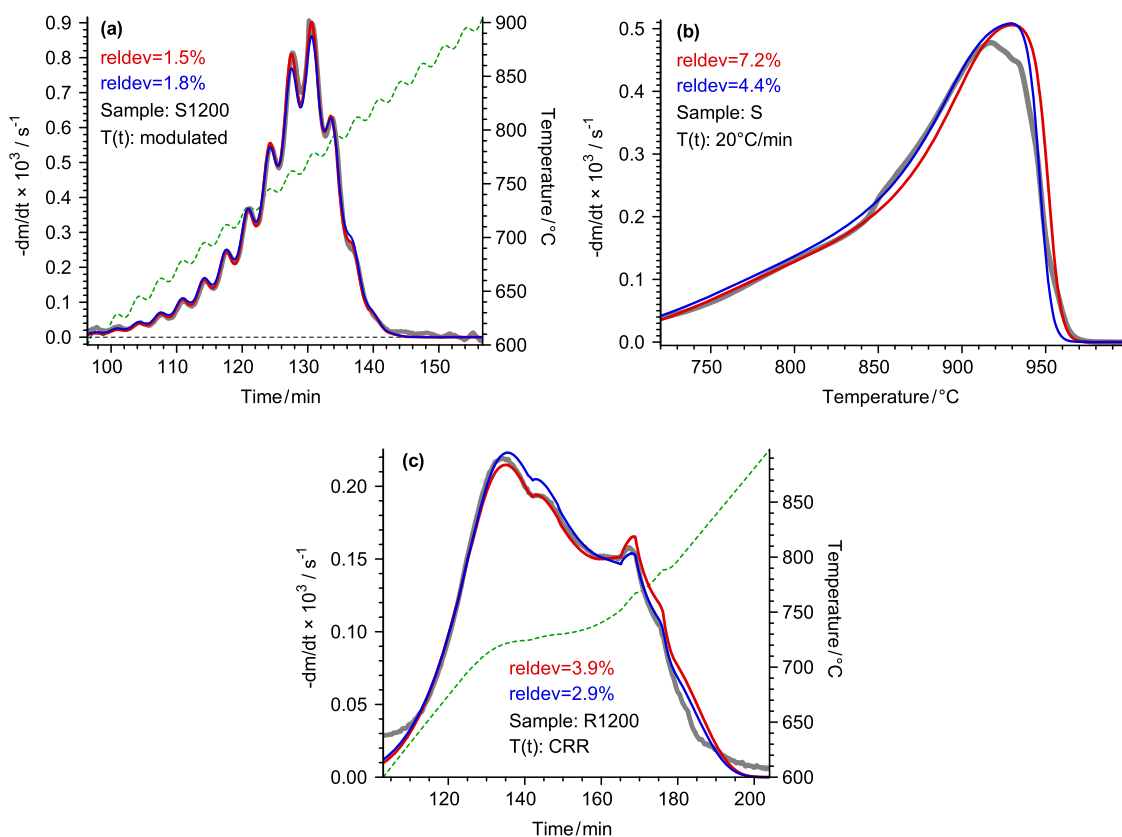 (a)
reldev=1.5%
reldev=1.8%
Sample: S1200
T(t): modulated
0.9
0.8
0.7
0.6
0.5
0.4
0.3
0.2
0.1
0.0
-dm/dt × 10³ / s⁻¹
900
850
800
750
700
650
600
Temperature/°C
100
110
120
130
140
150
Time/min
(b)
reldev=7.2%
reldev=4.4%
Sample: S
T(t): 20°C/min
0.5
0.4
0.3
0.2
0.1
0.0
-dm/dt × 10³ / s⁻¹
750
800
850
900
950
Temperature/°C
(c)
reldev=3.9%
reldev=2.9%
Sample: R1200
T(t): CRR
0.20
0.15
0.10
0.05
0.00
-dm/dt × 10³ / s⁻¹
850
800
750
700
650
600
Temperature/°C
120
140
160
180
200
Time/min